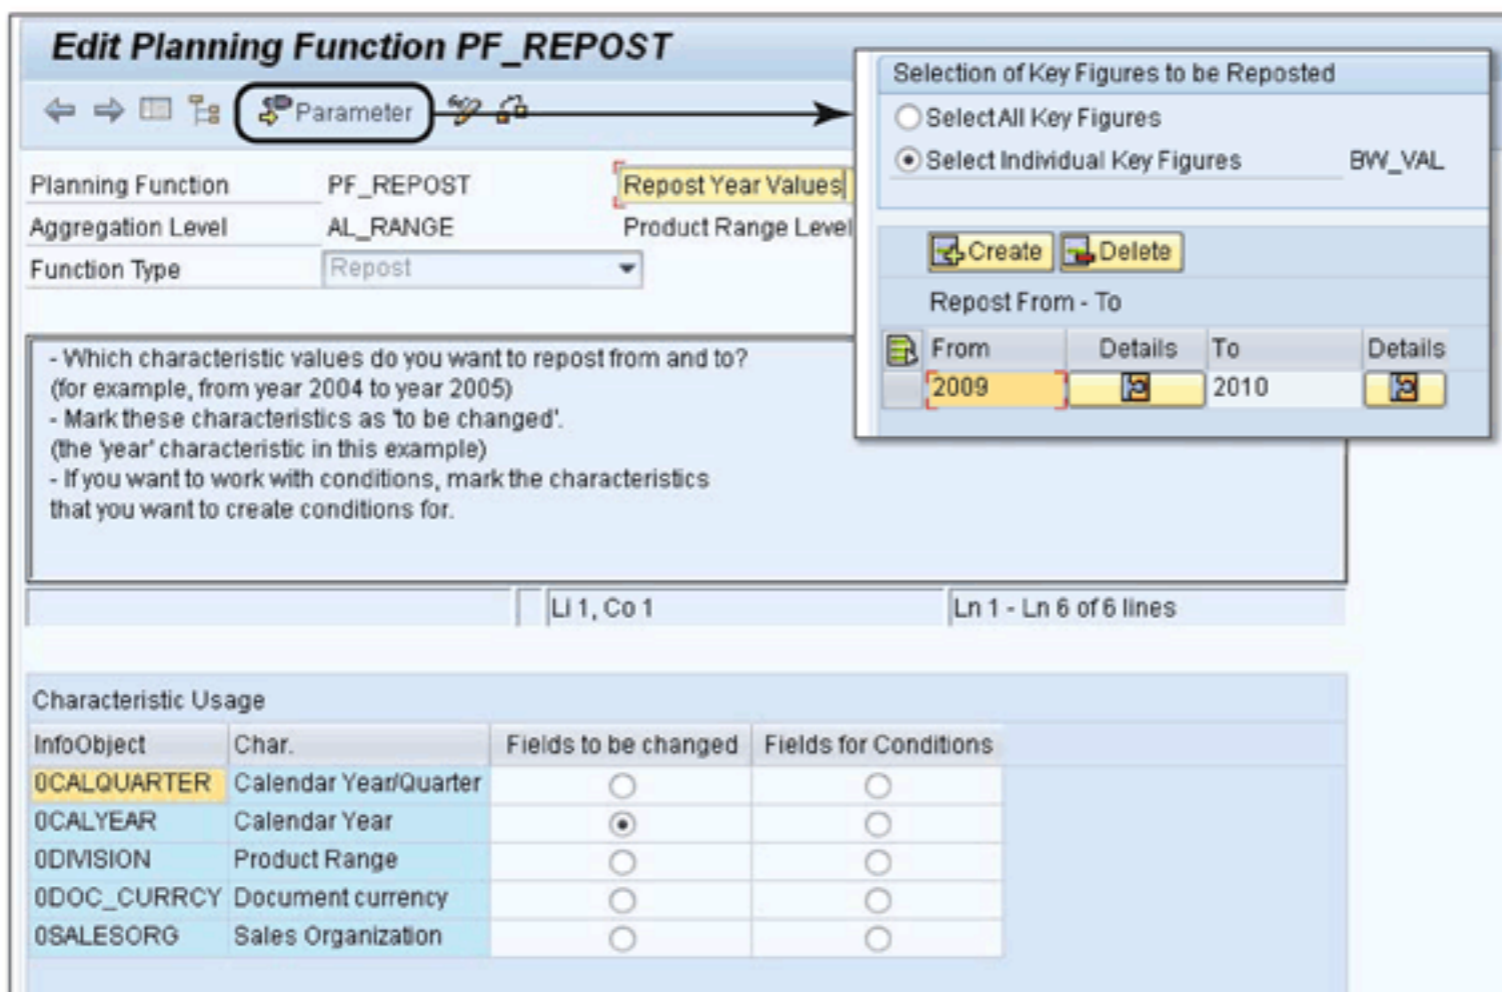 Edit Planning Function PF_REPOST
Parameter
Planning Function PF_REPOST Repost Year Values
Aggregation Level AL_RANGE Product Range Level
Function Type Repost
Selection of Key Figures to be Reposted
Select All Key Figures
Select Individual Key Figures BW_VAL
Create Delete
Repost From - To
From Details To Details
2009 2010
- Which characteristic values do you want to repost from and to?
(for example, from year 2004 to year 2005)
- Mark these characteristics as 'to be changed'.
(the 'year' characteristic in this example)
- If you want to work with conditions, mark the characteristics
that you want to create conditions for.
Li 1, Co 1 Ln 1 - Ln 6 of 6 lines
Characteristic Usage
InfoObject Char. Fields to be changed Fields for Conditions
0CALQUARTER Calendar Year/Quarter
0CALYEAR Calendar Year
0DIVISION Product Range
0DOC_CURRCY Document currency
0SALESORG Sales Organization